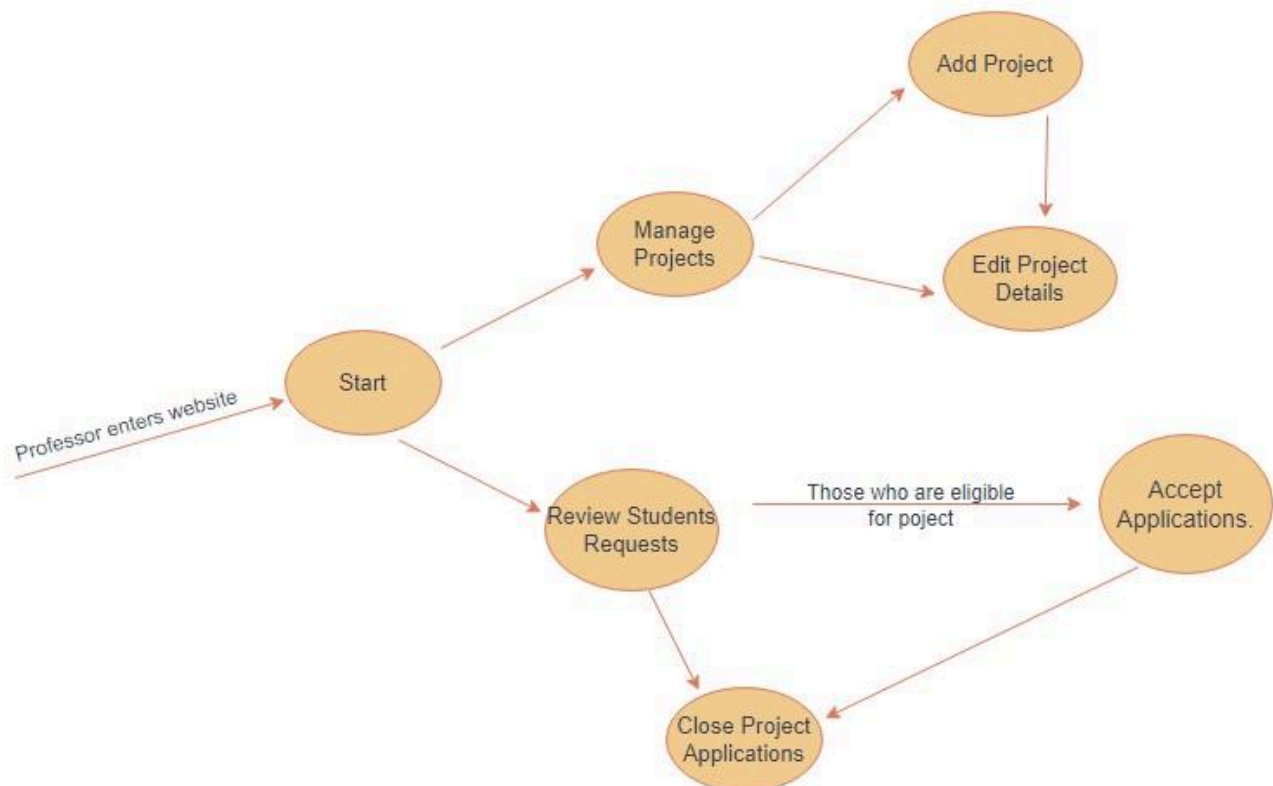 Add Project
Manage
Projects
Edit Project
Details
Start
Professor enters website
Review Students
Requests
Those who are eligible
for poject
Accept
Applications.
Close Project
Applications